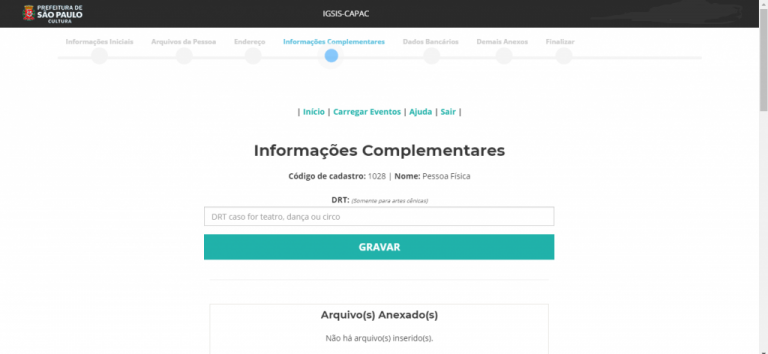 PREFEITURA DE
SÃO PAULO
CULTURA
IGSIS-CAPAC
Informações Iniciais Arquivos da Pessoa Endereço Informações Complementares Dados Bancários Demais Anexos Finalizar
| Início | Carregar Eventos | Ajuda | Sair |
Informações Complementares
Código de cadastro: 1028 | Nome: Pessoa Física
DRT: (Somente para artes cênicas)
DRT caso for teatro, dança ou circo
GRAVAR
Arquivo(s) Anexado(s)
Não há arquivo(s) inserido(s).